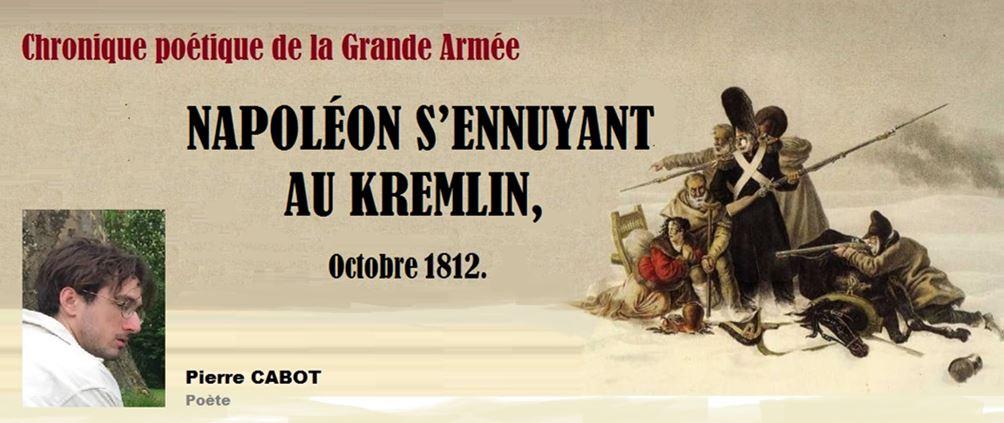 Chronique poétique de la Grande Armée
NAPOLÉON S’ENNUYANT
AU KREMLIN,
Octobre 1812.
Pierre CABOT
Poète